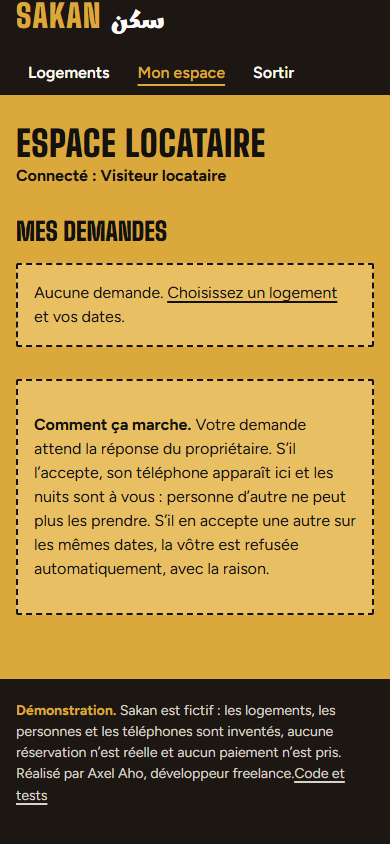 SAKAN سكن
Logements Mon espace Sortir
ESPACE LOCATAIRE
Connecté : Visiteur locataire
MES DEMANDES
Aucune demande. Choisissez un logement
et vos dates.
Comment ça marche. Votre demande
attend la réponse du propriétaire. S’il
l’accepte, son téléphone apparaît ici et les
nuits sont à vous : personne d’autre ne peut
plus les prendre. S’il en accepte une autre sur
les mêmes dates, la vôtre est refusée
automatiquement, avec la raison.
Démonstration. Sakan est fictif : les logements, les
personnes et les téléphones sont inventés, aucune
réservation n’est réelle et aucun paiement n’est pris.
Réalisé par Axel Aho, développeur freelance.Code et
tests